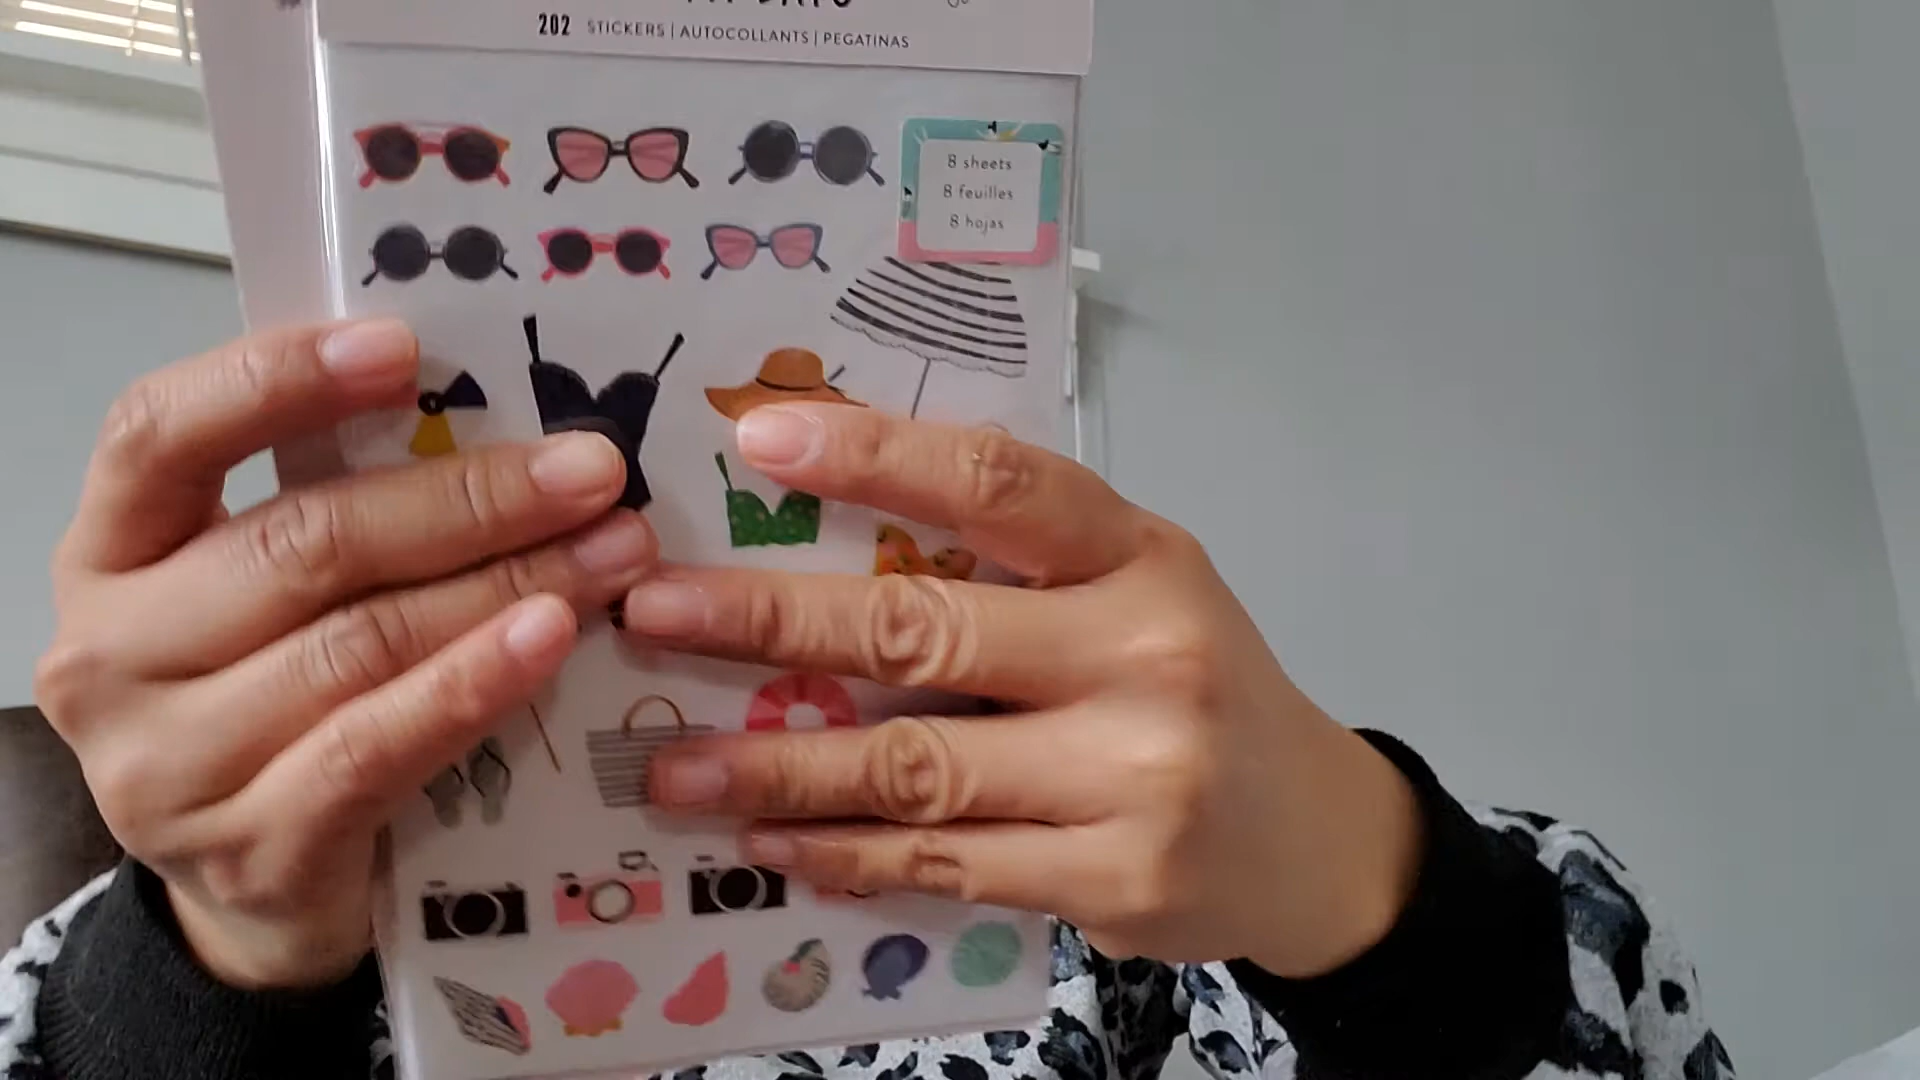 202 STICKERS | AUTOCOLLANTS | PEGATINAS
8 sheets
8 feuilles
8 hojas